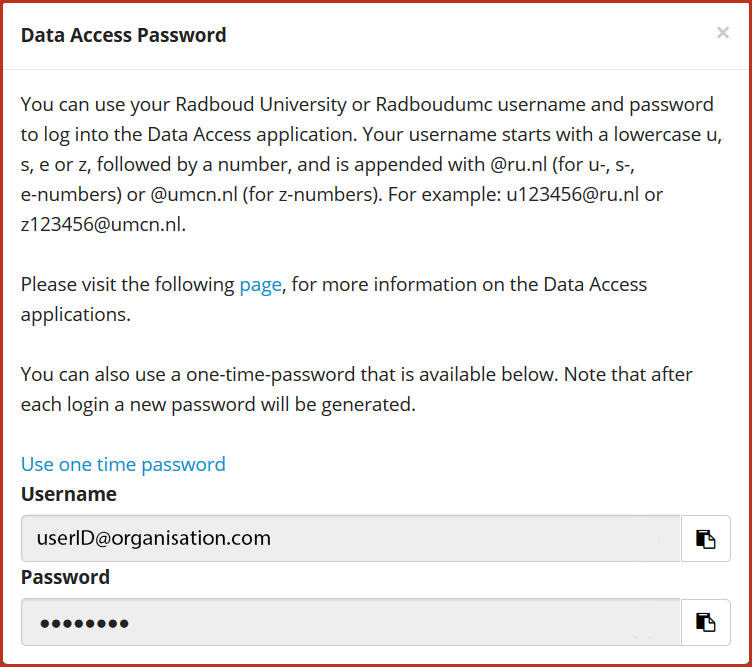 Data Access Password ×
You can use your Radboud University or Radboudumc username and password
to log into the Data Access application. Your username starts with a lowercase u,
s, e or z, followed by a number, and is appended with @ru.nl (for u-, s-,
e-numbers) or @umcn.nl (for z-numbers). For example: u123456@ru.nl or
z123456@umcn.nl.
Please visit the following page, for more information on the Data Access
applications.
You can also use a one-time-password that is available below. Note that after
each login a new password will be generated.
Use one time password
Username
userID@organisation.com
Password
••••••••